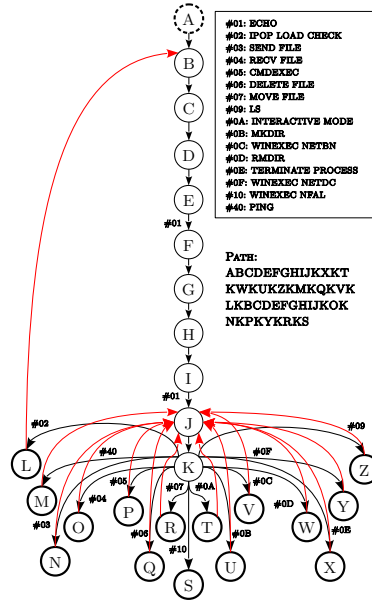 A
#01: ECHO
#02: IPOP LOAD CHECK
#03: SEND FILE
#04: RECV FILE
#05: CMDEXEC
#06: DELETE FILE
#07: MOVE FILE
#09: LS
#0A: INTERACTIVE MODE
#0B: MKDIR
#0C: WINEXEC NETBN
#0D: RMDIR
#0E: TERMINATE PROCESS
#0F: WINEXEC NETDC
#10: WINEXEC NFAL
#40: PING
B
C
D
E
#01
F
PATH:
ABCDEFGHIJKXKT
KWKUKZKMKQKVK
LKBCDEFGHIJKOK
NKPKYKRKS
G
H
I
#01
J
#02
#09
L
#40
#0F
Z
K
M
#05
#07
#0A
#0C
Y
#04
#0D
P
V
O
R
T
W
#03
#06
#0B
#0E
#10
N
Q
U
X
S